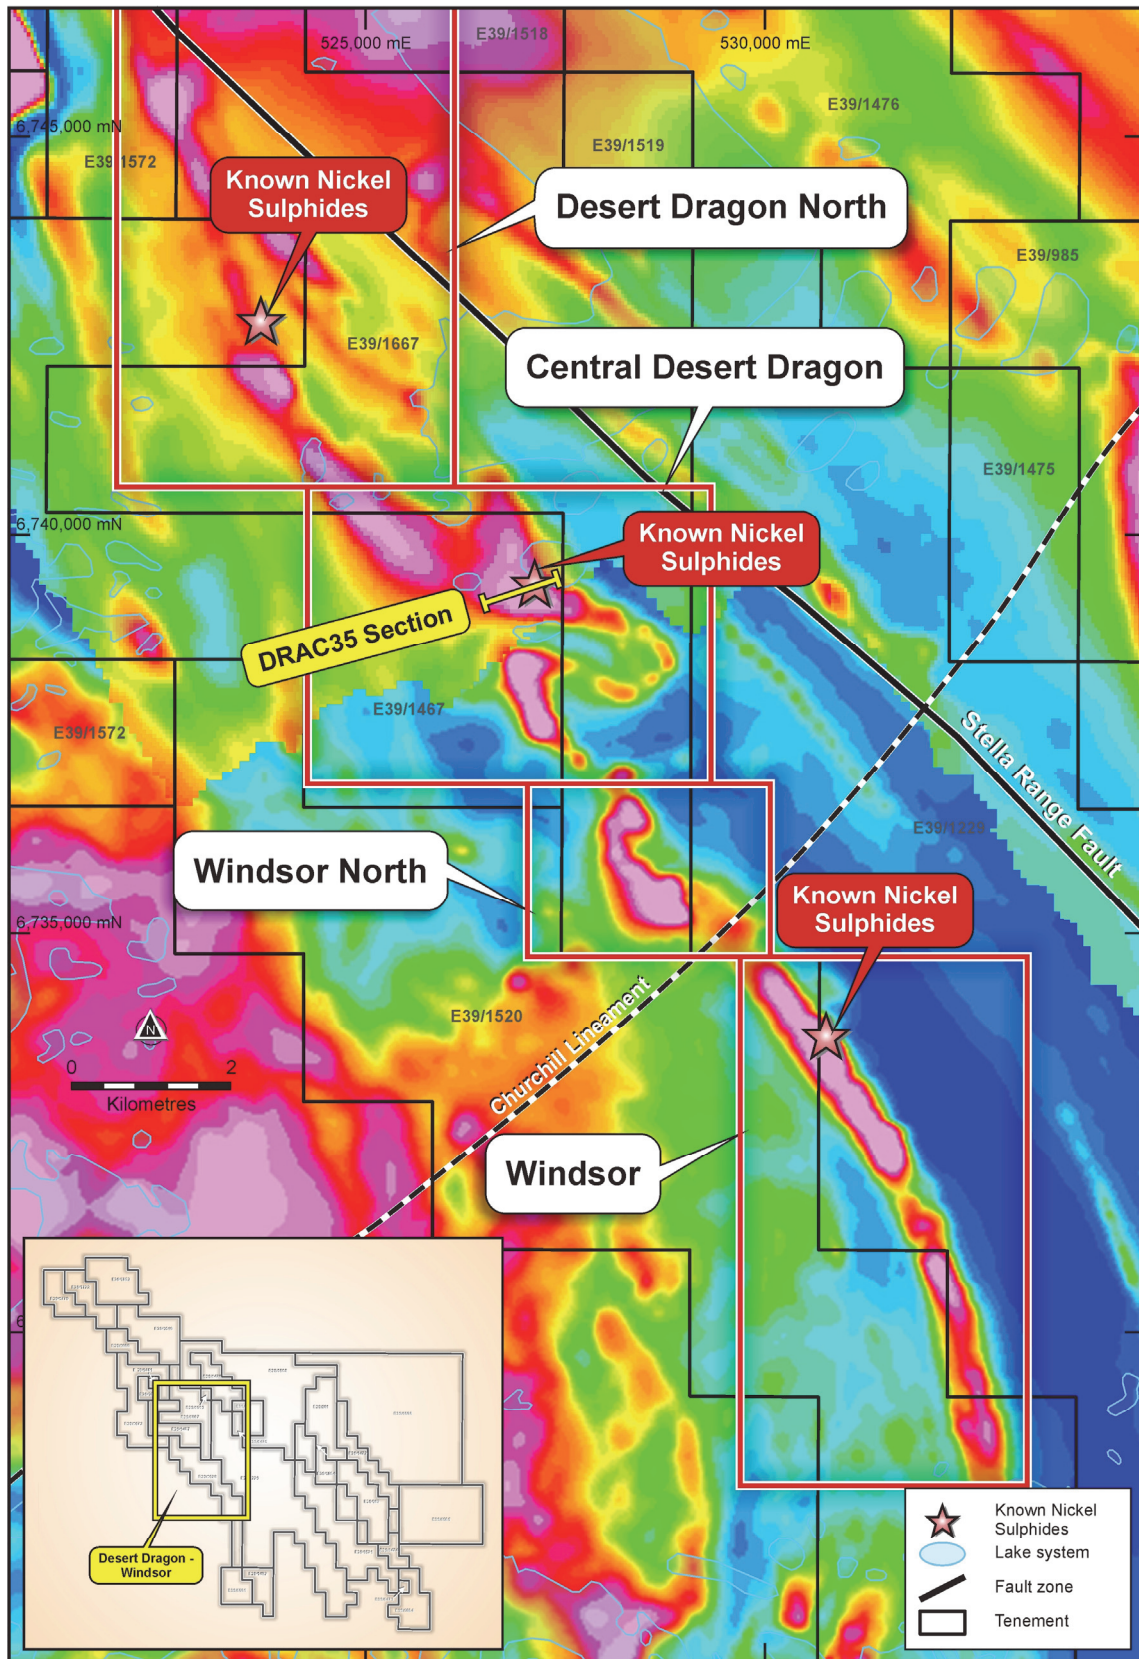 525,000 mE
E39/1518
530,000 mE
E39/1476
6,745,000 mN
E39/1519
E39/1572
Known Nickel
Sulphides
Desert Dragon North
E39/985
E39/1667
Central Desert Dragon
E39/1475
6,740,000 mN
Known Nickel
Sulphides
DRAC35 Section
E39/1467
E39/1572
Stella Range Fault
E39/1229
Windsor North
Known Nickel
Sulphides
6,735,000 mN
E39/1520
Churchill Lineament
N
0 2
Kilometres
Windsor
Desert Dragon -
Windsor
Known Nickel
Sulphides
Lake system
Fault zone
Tenement